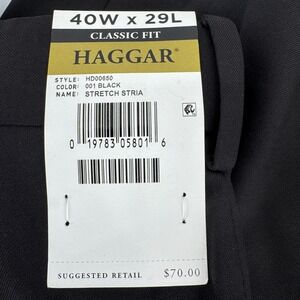 40W x 29L
CLASSIC FIT
HAGGAR®
STYLE: HD00650
COLOR: 001 BLACK
NAME: STRETCH STRIA
0 19783 05801 6
SUGGESTED RETAIL $70.00